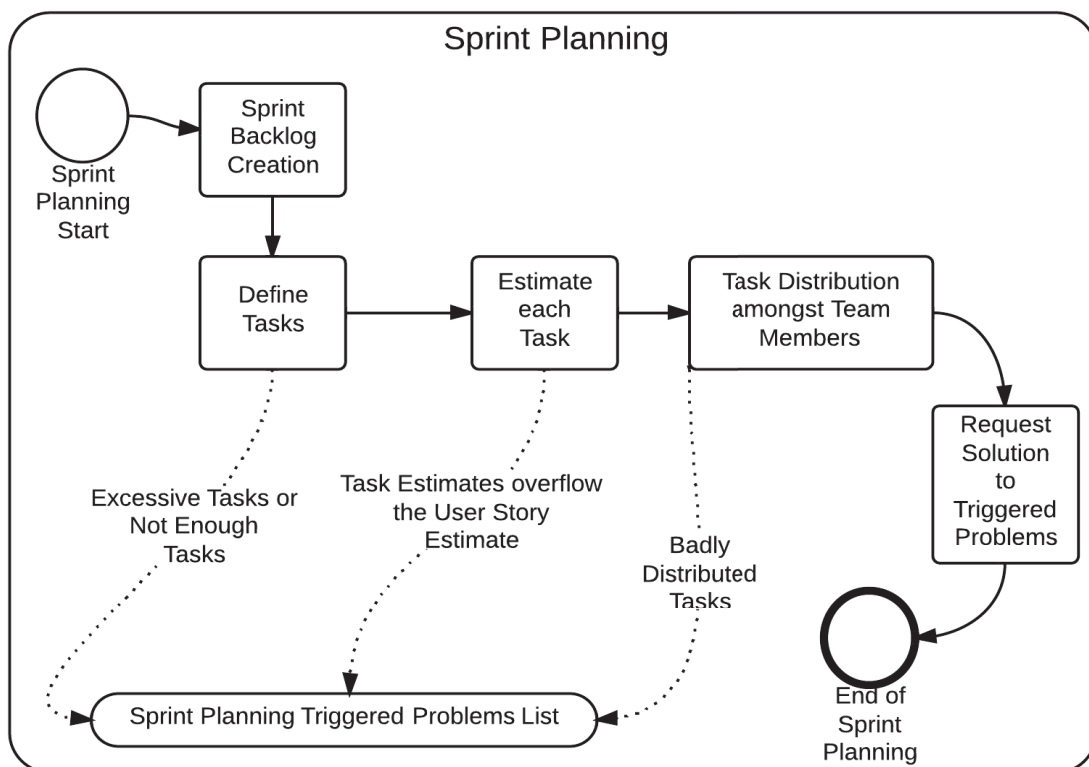 Sprint Planning
Sprint
Planning
Start
Sprint
Backlog
Creation
Define
Tasks
Estimate
each
Task
Task Distribution
amongst Team
Members
Request
Solution
to
Triggered
Problems
Excessive Tasks or
Not Enough
Tasks
Task Estimates overflow
the User Story
Estimate
Badly
Distributed
Tasks
Sprint Planning Triggered Problems List
End of
Sprint
Planning